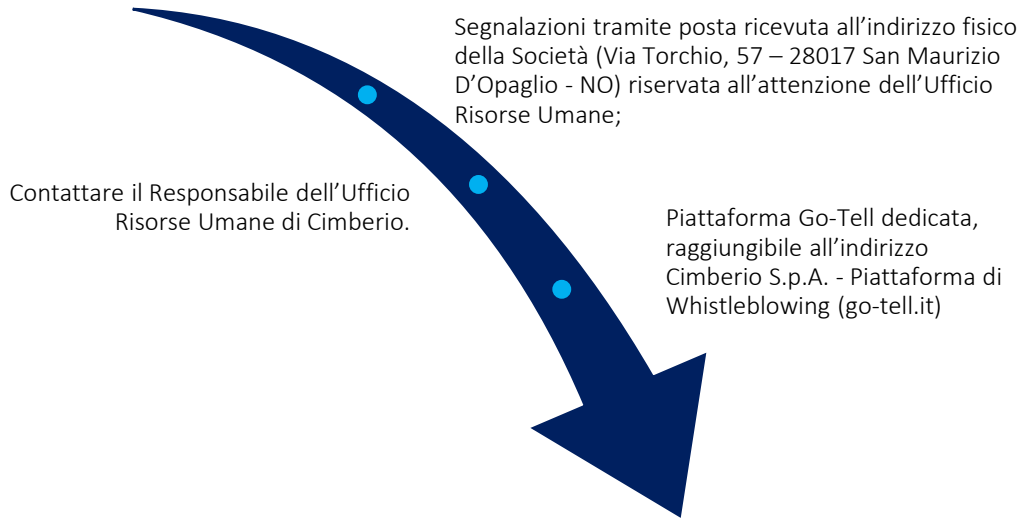 Segnalazioni tramite posta ricevuta all’indirizzo fisico
della Società (Via Torchio, 57 – 28017 San Maurizio
D’Opaglio - NO) riservata all’attenzione dell’Ufficio
Risorse Umane;
Contattare il Responsabile dell’Ufficio
Risorse Umane di Cimberio.
Piattaforma Go-Tell dedicata,
raggiungibile all’indirizzo
Cimberio S.p.A. - Piattaforma di
Whistleblowing (go-tell.it)